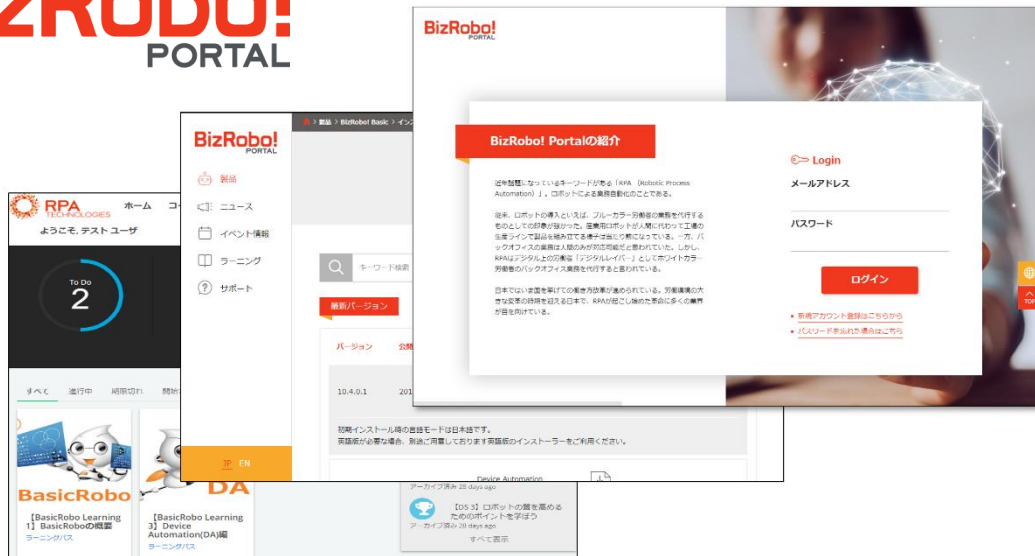 BIZRODO!
PORTAL
BizRobo!
PORTAL
BizRobo! Portalの紹介
近年話題になっているキーワードがある「RPA (Robotic Process
Automation) 」。ロボットによる業務自動化のことである。
従来、ロボットの導入といえば、ブルーカラー労働者の業務を代行する
ものとしての印象が強かった。産業用ロボットが人間に代わって工場の
生産ラインで製品を組み立てる様子は当たり前になっている。一方、バ
ックオフィスの業務は人間のみが対応可能だと思われていた。しかし、
RPAはデジタル上の労働者「デジタルレイバー」としてホワイトカラー
労働者のバックオフィス業務を代行すると言われている。
日本ではいま国を挙げての働き方改革が進められている。労働環境の大
きな変革の時期を迎える日本で、RPAが起こし始めた革命に多くの業界
が目を向けている。
Login
メールアドレス
パスワード
ログイン
新規アカウント登録はこちらから
パスワードを忘れた場合はこちら
TOP
> 製品 > BizRobo! Basic > インス
BizRobo!
PORTAL
製品
ニュース
イベント情報
ラーニング
サポート
JP EN
キーワード検索
最新バージョン
バージョン 公開
10.4.0.1 201
初期インストール時の言語モードは日本語です。
英語版が必要な場合、別途ご用意しております英語版のインストーラーをご利用ください。
Device Automation
RPA
TECHNOLOGIES
ホーム コー
ようこそ, テスト ユーザ
To Do
2
すべて 進行中 期限切れ 開始
BasicRobo
DA
【BasicRobo Learning
1】BasicRoboの概要
ラーニングパス
【BasicRobo Learning
3】Device
Automation(DA)編
ラーニングパス
アーカイブ済み 28 days ago
【OS 3】ロボットの質を高める
ためのポイントを学ぼう
アーカイブ済み 28 days ago
すべて表示